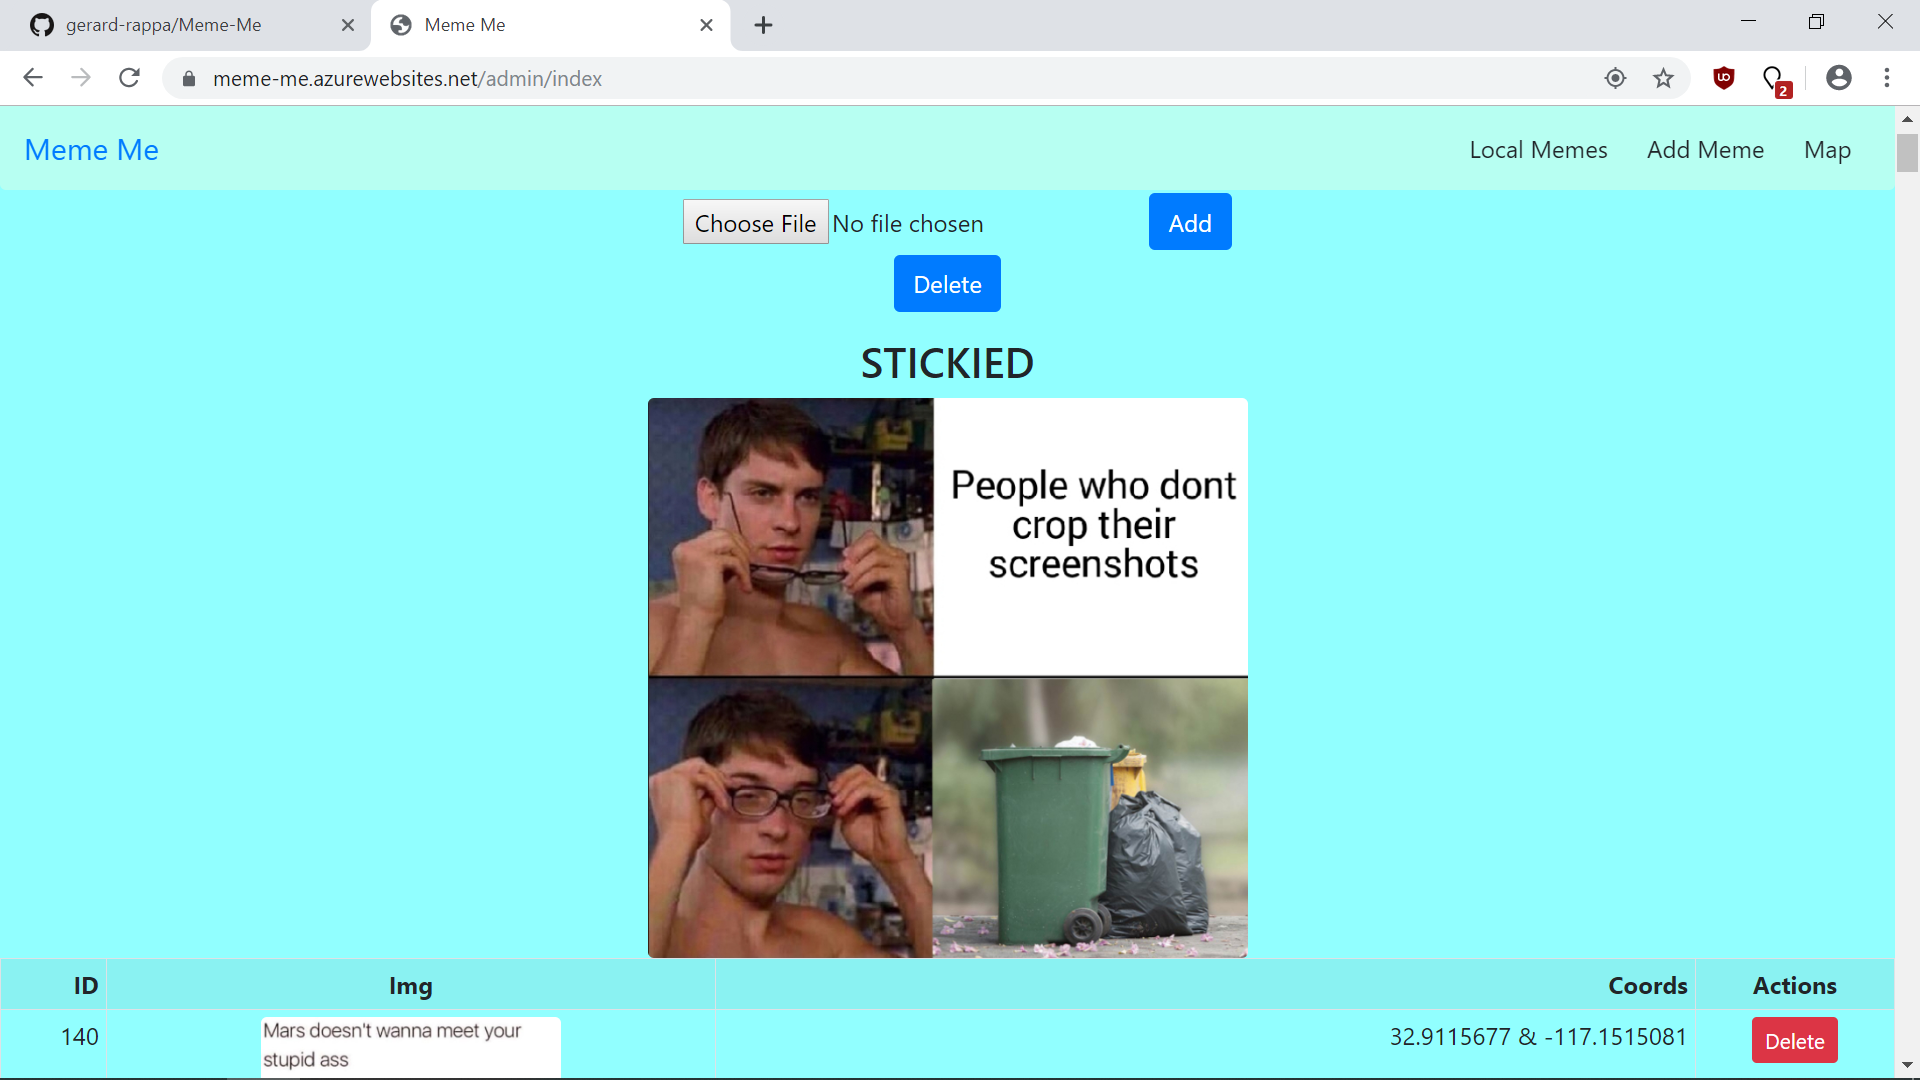 gerard-rappa/Meme-Me
Meme Me
meme-me.azurewebsites.net/admin/index
2
Meme Me
Local Memes
Add Meme
Map
Choose File No file chosen
Add
Delete
STICKIED
People who dont
crop their
screenshots
ID
Img
Coords
Actions
140
Mars doesn't wanna meet your
stupid ass
32.9115677 & -117.1515081
Delete